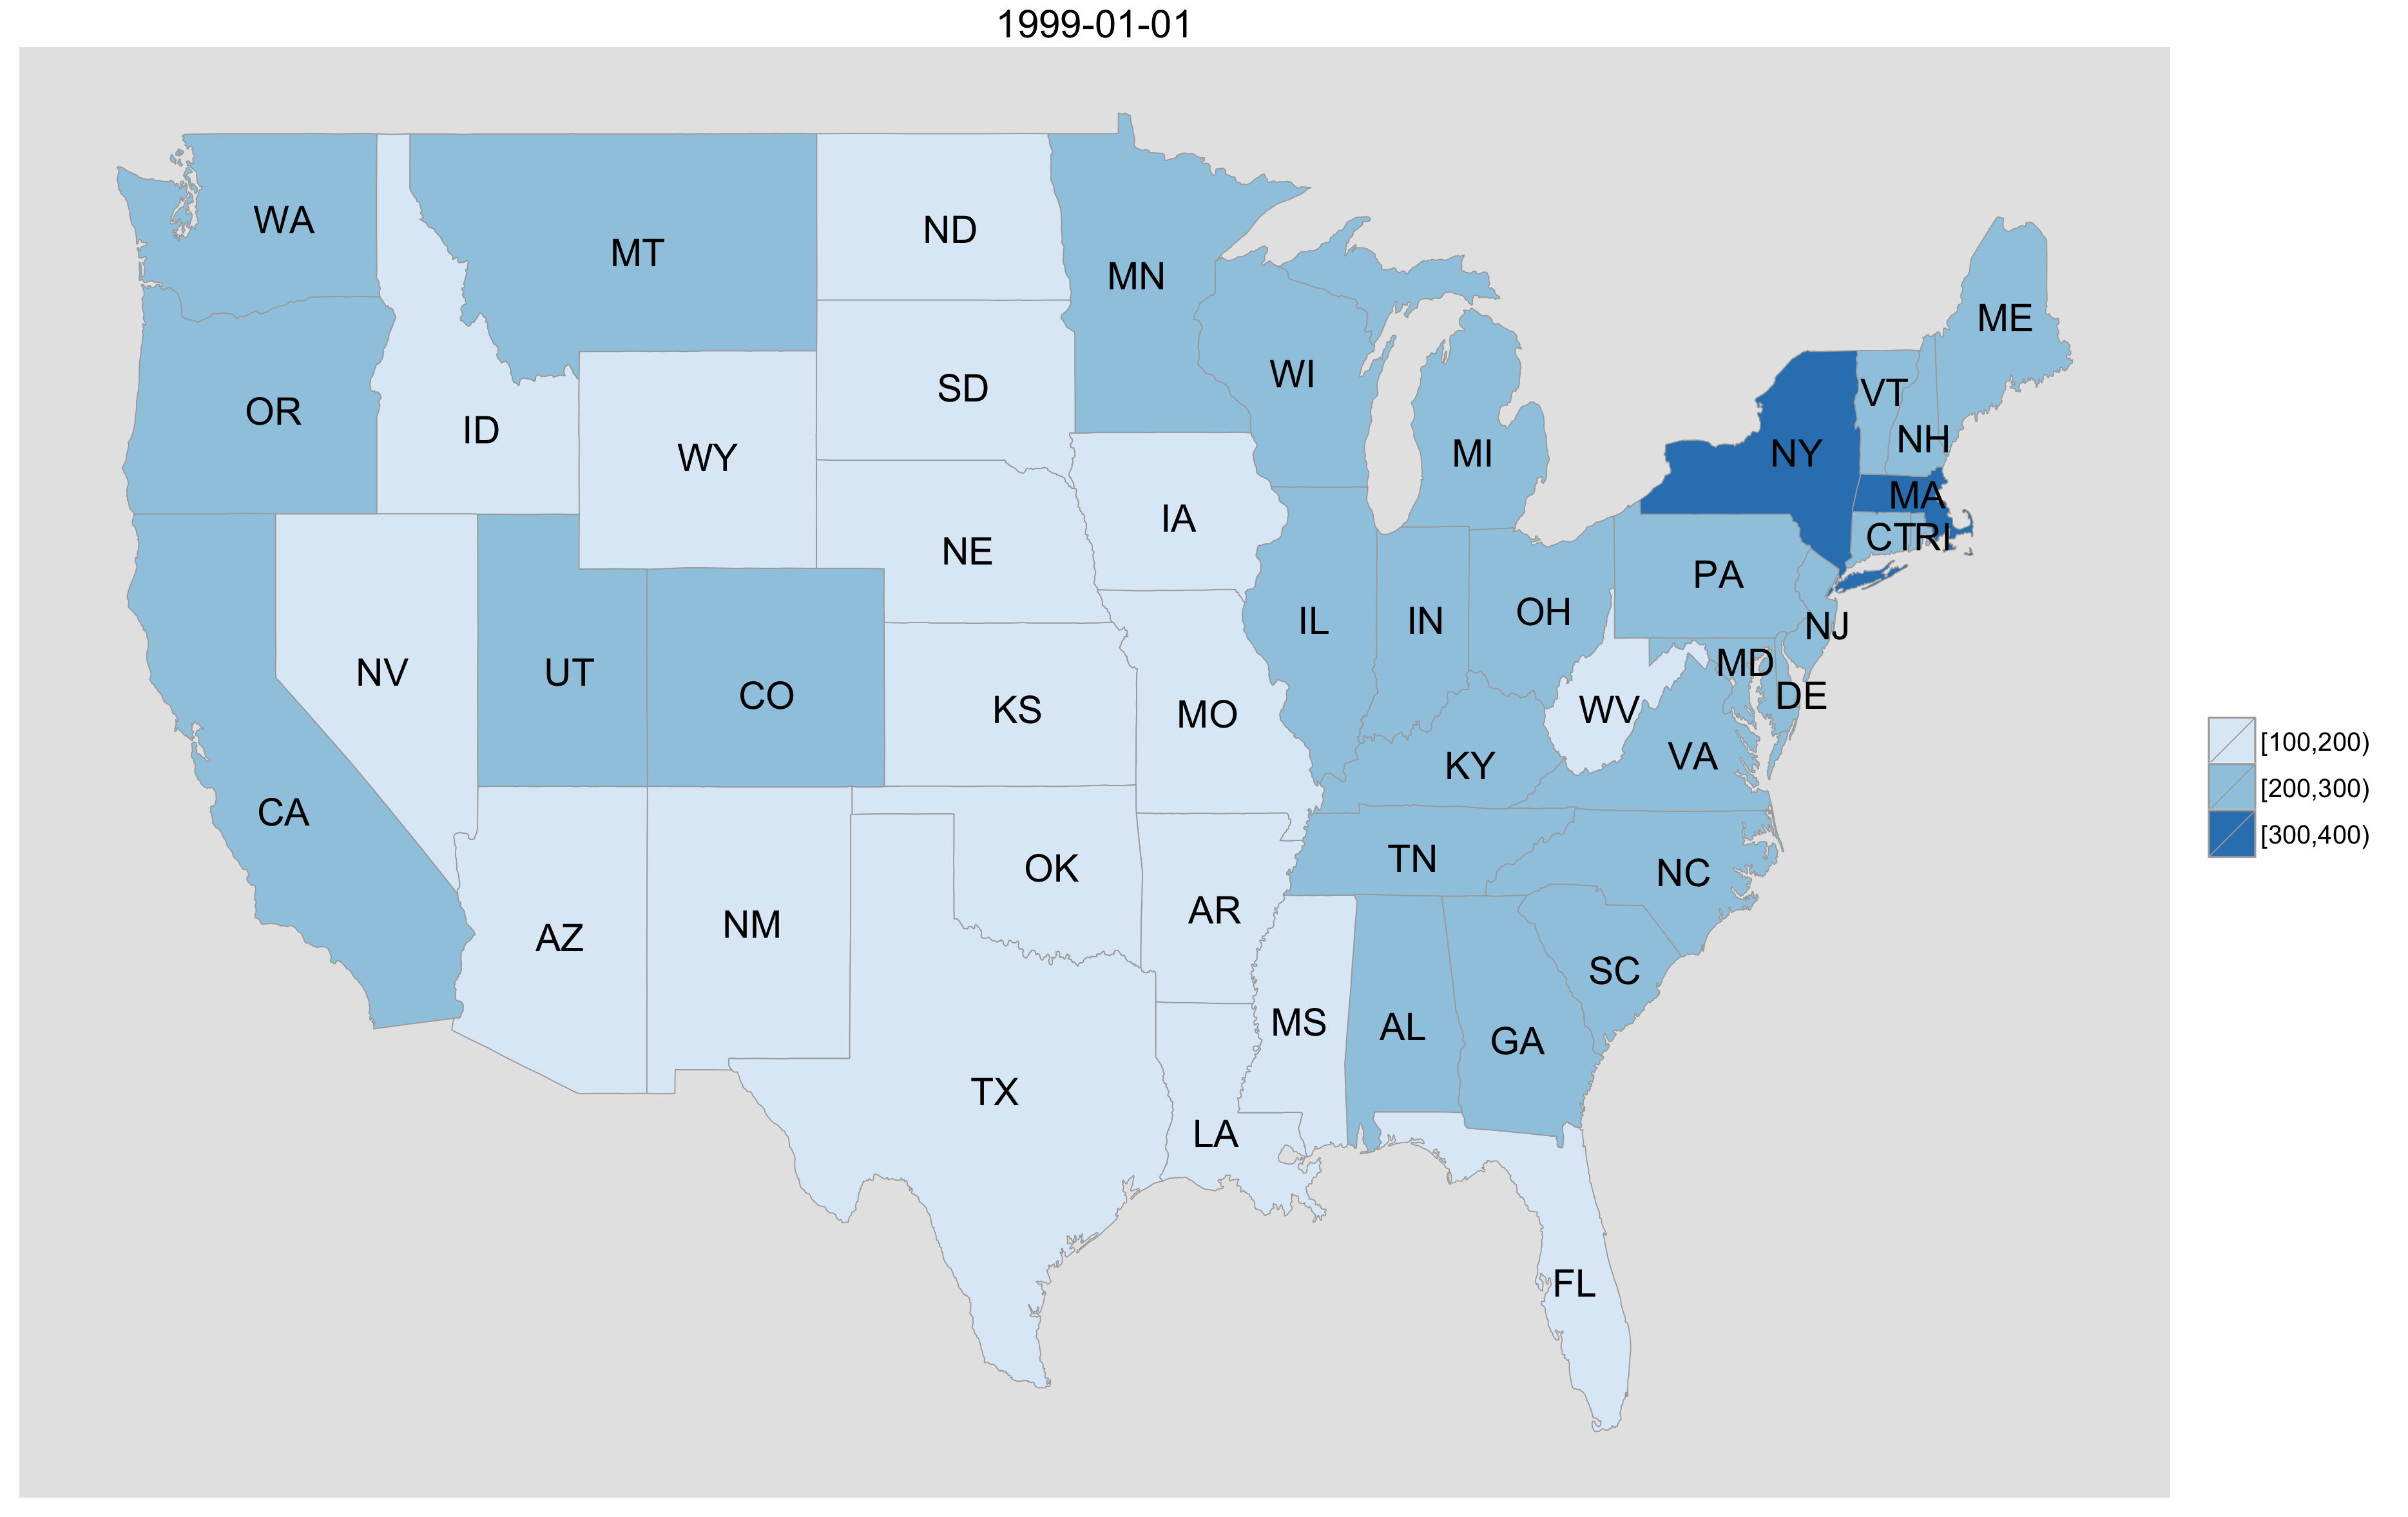 1999-01-01
WA
MT
ND
MN
ME
OR
ID
WY
SD
WI
MI
NY
VT
NH
MA
CT
RI
NE
IA
PA
NJ
NV
UT
CO
KS
MO
IL
IN
OH
WV
MD
DE
VA
KY
CA
AZ
NM
OK
AR
TN
NC
SC
TX
LA
MS
AL
GA
FL
[100,200)
[200,300)
[300,400)